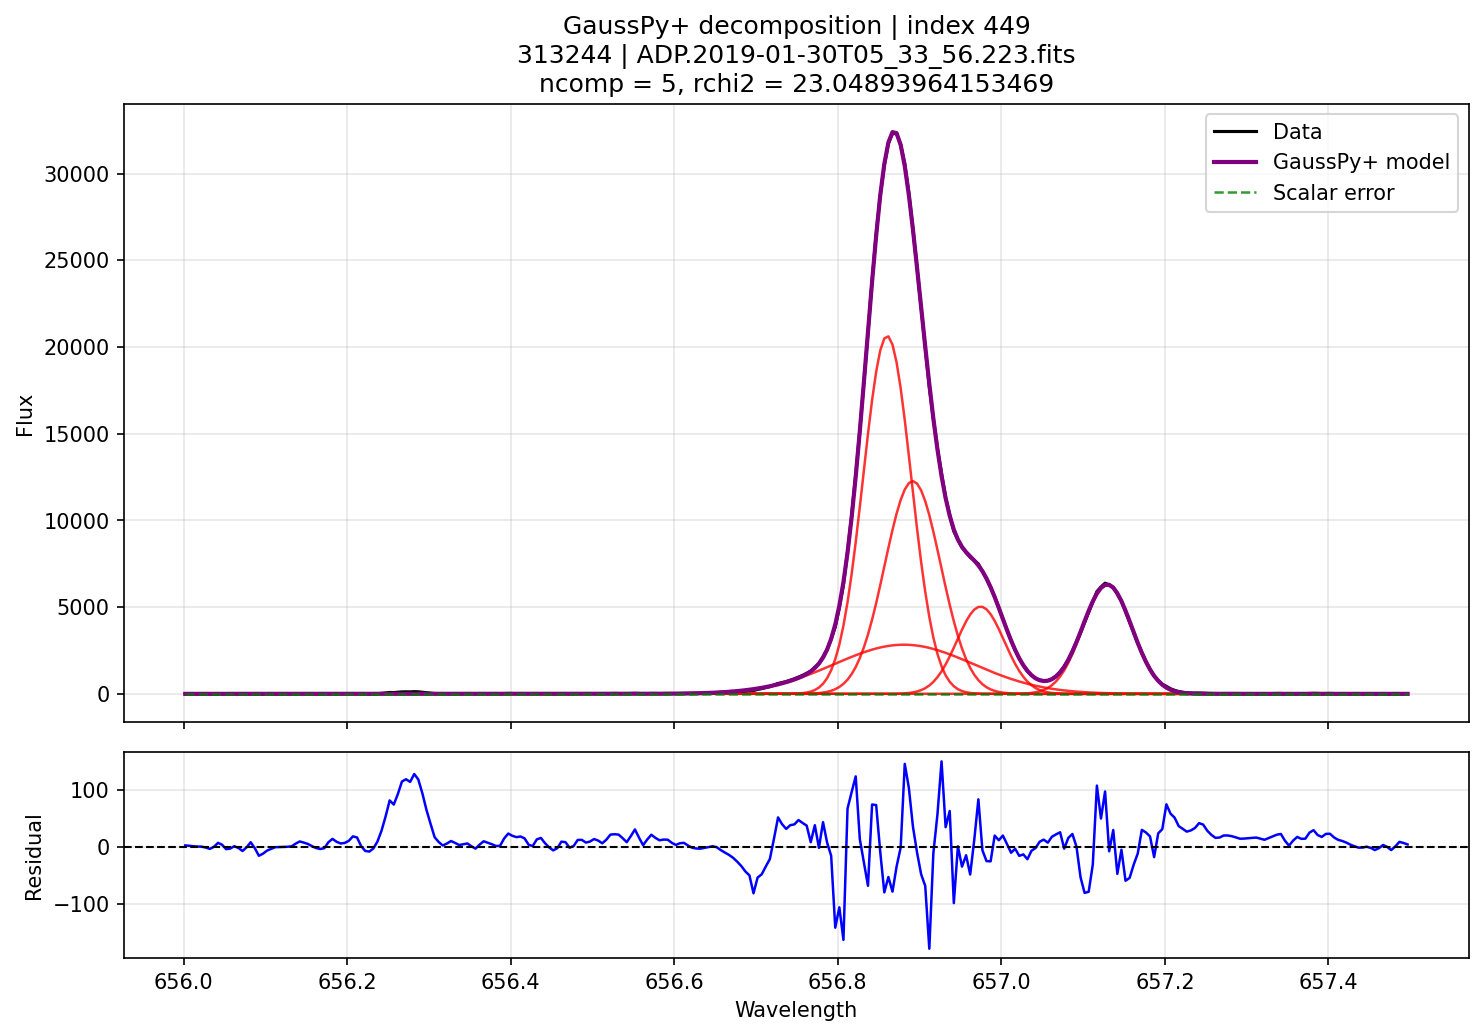 GaussPy+ decomposition | index 449
313244 | ADP.2019-01-30T05_33_56.223.fits
ncomp = 5, rchi2 = 23.04893964153469
Data
GaussPy+ model
Scalar error
30000
25000
20000
15000
10000
5000
0
Flux
100
0
−100
Residual
656.0 656.2 656.4 656.6 656.8 657.0 657.2 657.4
Wavelength